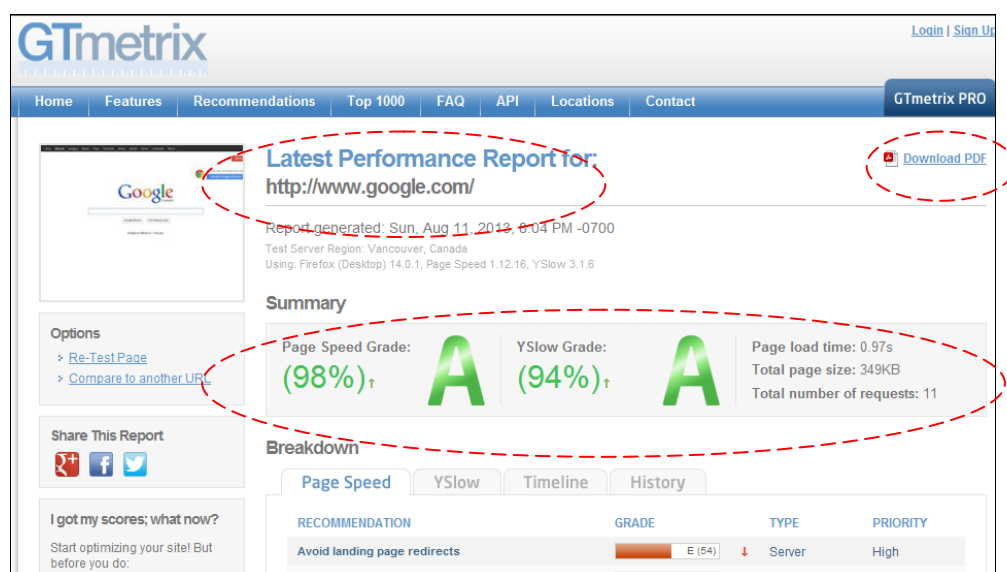 GTmetrix
Login | Sign Up
Home Features Recommendations Top 1000 FAQ API Locations Contact GTmetrix PRO
Google
Latest Performance Report for:
http://www.google.com/
Download PDF
Report generated: Sun, Aug 11, 2013, 8:04 PM -0700
Test Server Region: Vancouver, Canada
Using: Firefox (Desktop) 14.0.1, Page Speed 1.12.16, YSlow 3.1.6
Summary
Page Speed Grade:
(98%)↑ A
YSlow Grade:
(94%)↑ A
Page load time: 0.97s
Total page size: 349KB
Total number of requests: 11
Options
Re-Test Page
Compare to another URL
Share This Report
I got my scores; what now?
Start optimizing your site! But
before you do:
Breakdown
Page Speed YSlow Timeline History
RECOMMENDATION GRADE TYPE PRIORITY
Avoid landing page redirects E (54) ↓ Server High